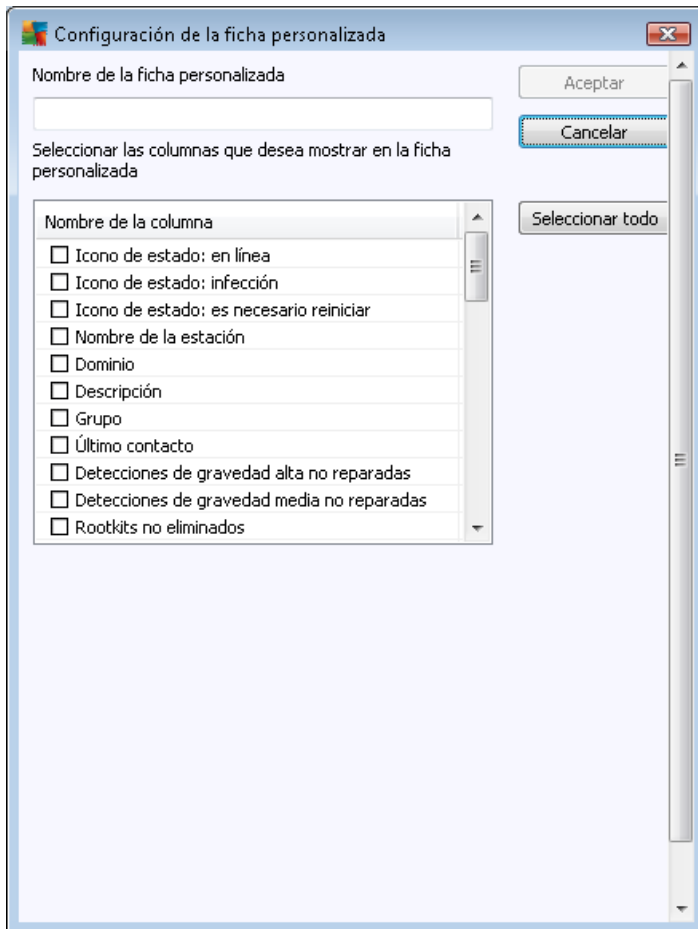 Configuración de la ficha personalizada
Nombre de la ficha personalizada
Aceptar
Cancelar
Seleccionar las columnas que desea mostrar en la ficha
personalizada
Seleccionar todo
Nombre de la columna
Icono de estado: en línea
Icono de estado: infección
Icono de estado: es necesario reiniciar
Nombre de la estación
Dominio
Descripción
Grupo
Último contacto
Detecciones de gravedad alta no reparadas
Detecciones de gravedad media no reparadas
Rootkits no eliminados